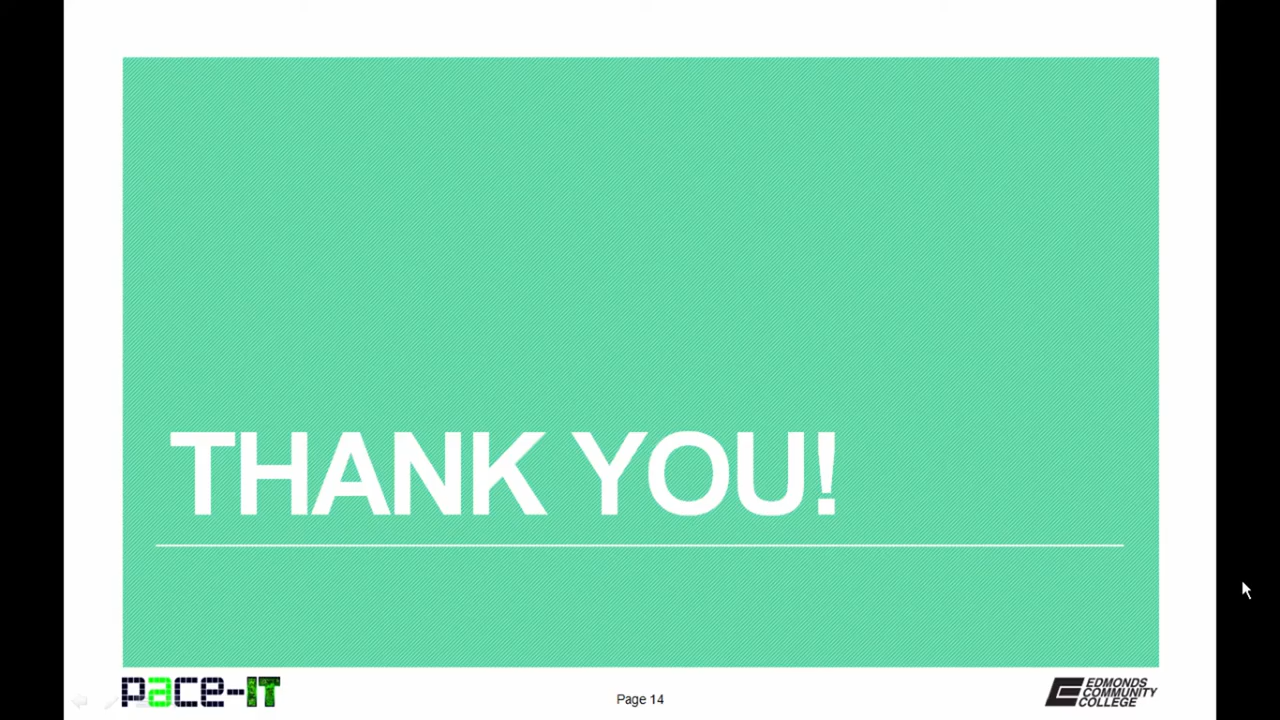 THANK YOU!
pace-IT
Page 14
EDMONDS
COMMUNITY
COLLEGE